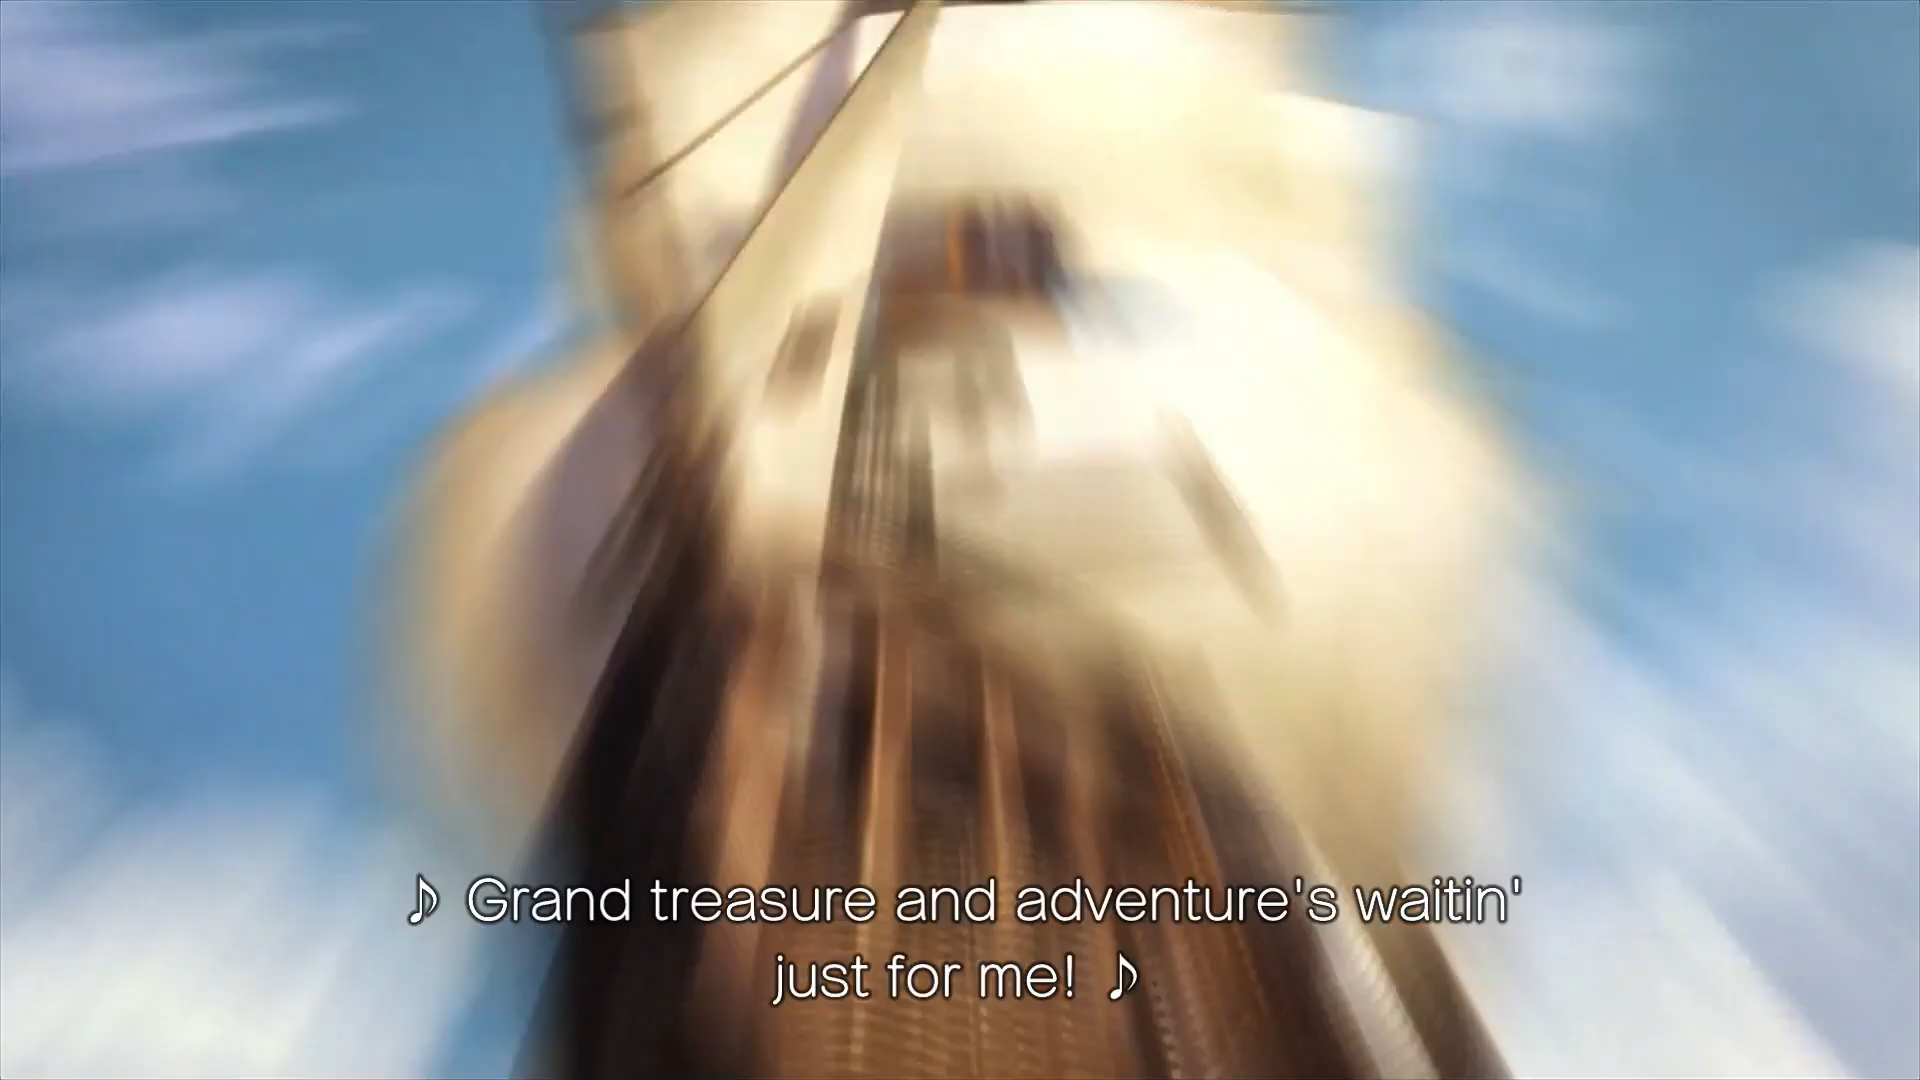 ♪ Grand treasure and adventure's waitin'
just for me! ♪